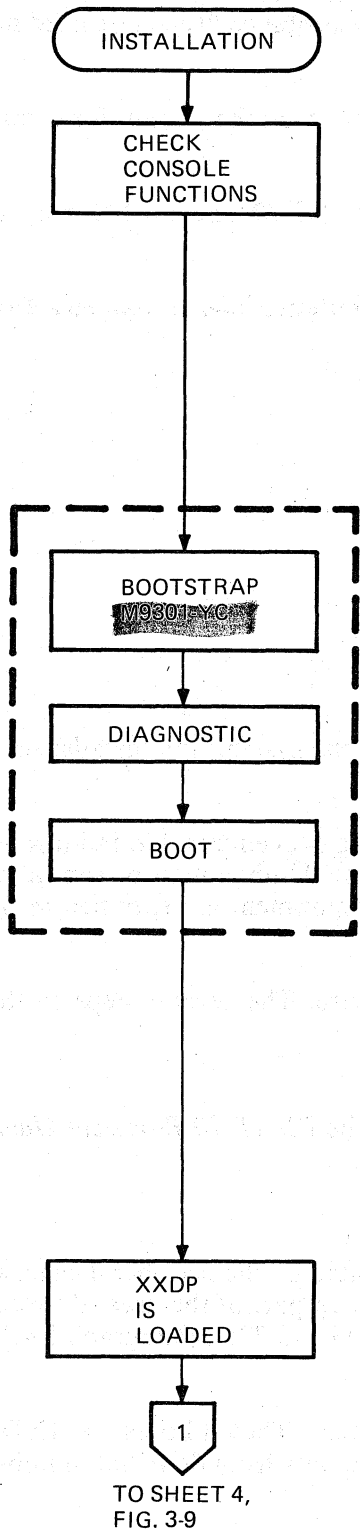 INSTALLATION
CHECK
CONSOLE
FUNCTIONS
BOOTSTRAP
M9301-YC
DIAGNOSTIC
BOOT
XXDP
IS
LOADED
1
TO SHEET 4,
FIG. 3-9